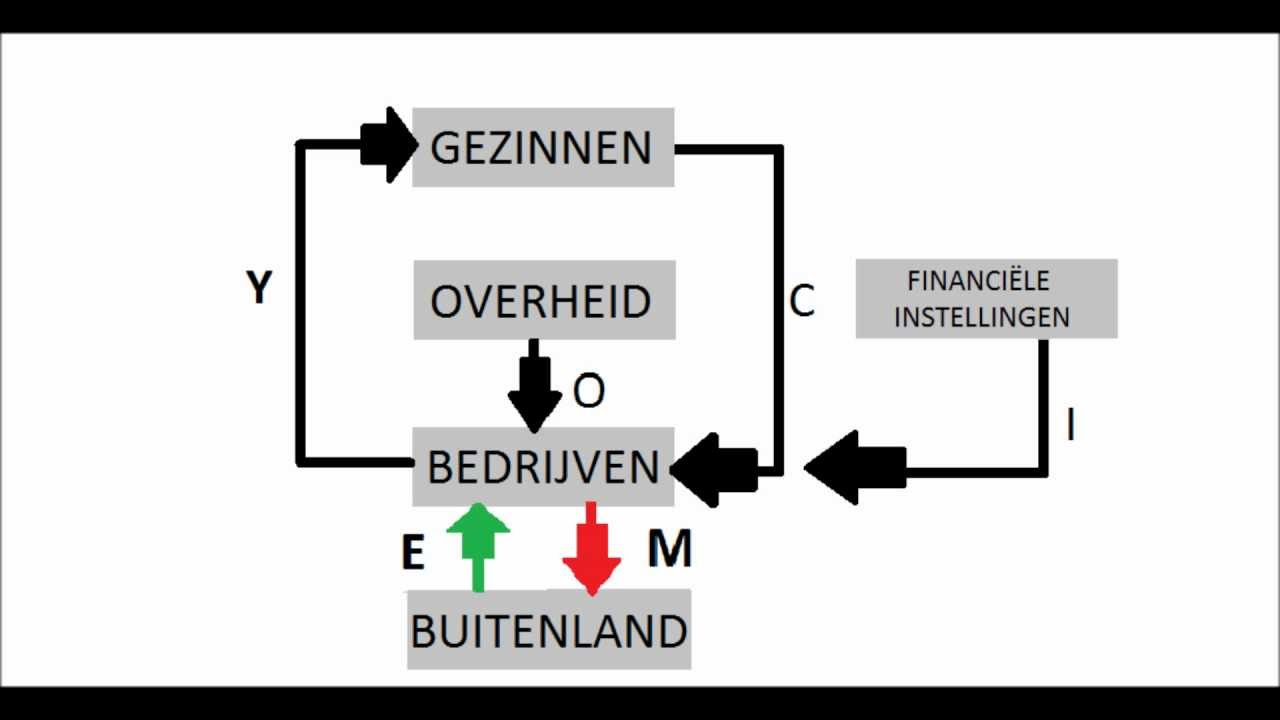 GEZINNEN
Y
OVERHEID
C
FINANCIËLE
INSTELLINGEN
O
I
BEDRIJVEN
E
M
BUITENLAND